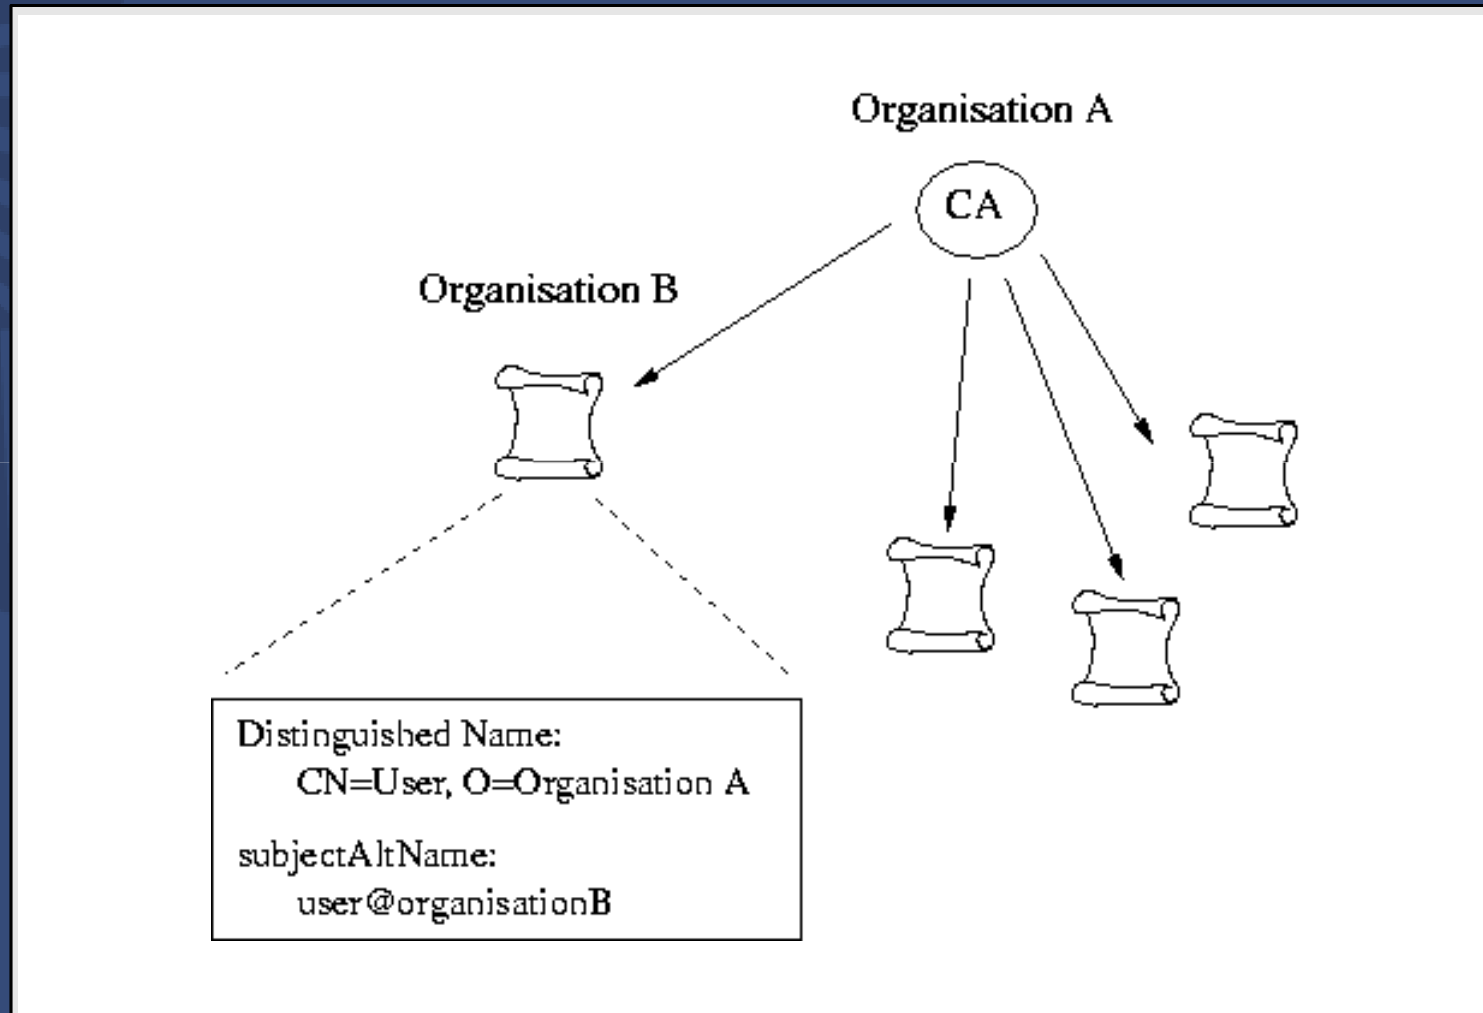 Organisation A
CA
Organisation B
Distinguished Name:
CN=User, O=Organisation A
subjectAltName:
user@organisationB